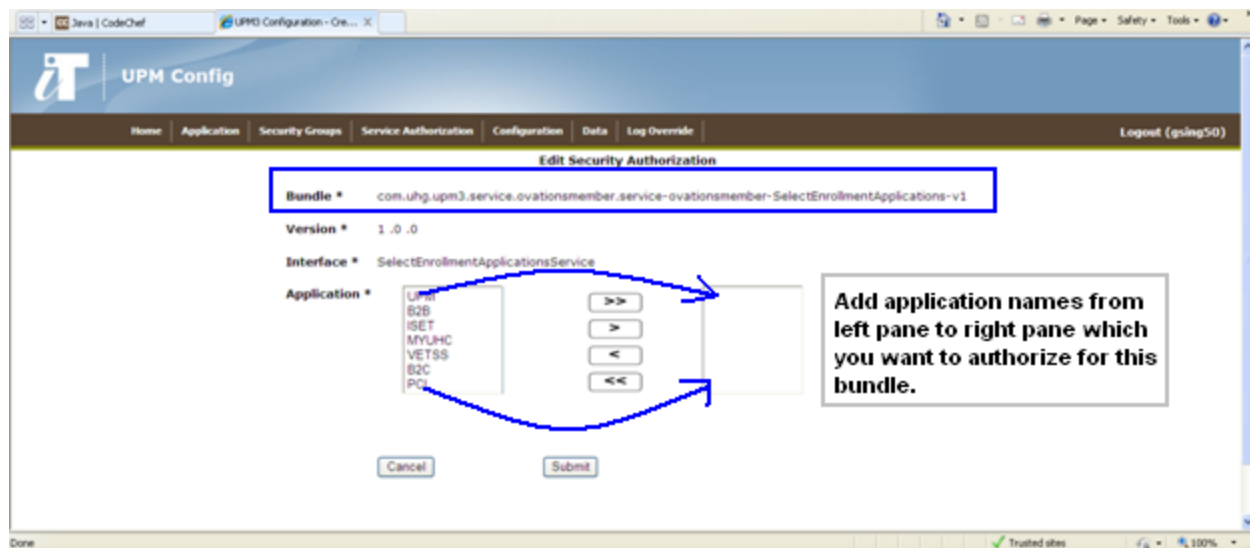 Java | CodeChef
UPM3 Configuration - Cre...
Page
Safety
Tools
iT
UPM Config
Home
Application
Security Groups
Service Authorization
Configuration
Data
Log Override
Logout (gsing50)
Edit Security Authorization
Bundle * com.uhg.upm3.service.ovationsmember.service-ovationsmember-SelectEnrollmentApplications-v1
Version * 1 .0 .0
Interface * SelectEnrollmentApplicationsService
Application *
UPM
B2B
ISET
MYUHC
VETSS
B2C
PCL
>>
>
<
<<
Add application names from
left pane to right pane which
you want to authorize for this
bundle.
Cancel
Submit
Done
Trusted sites
100%